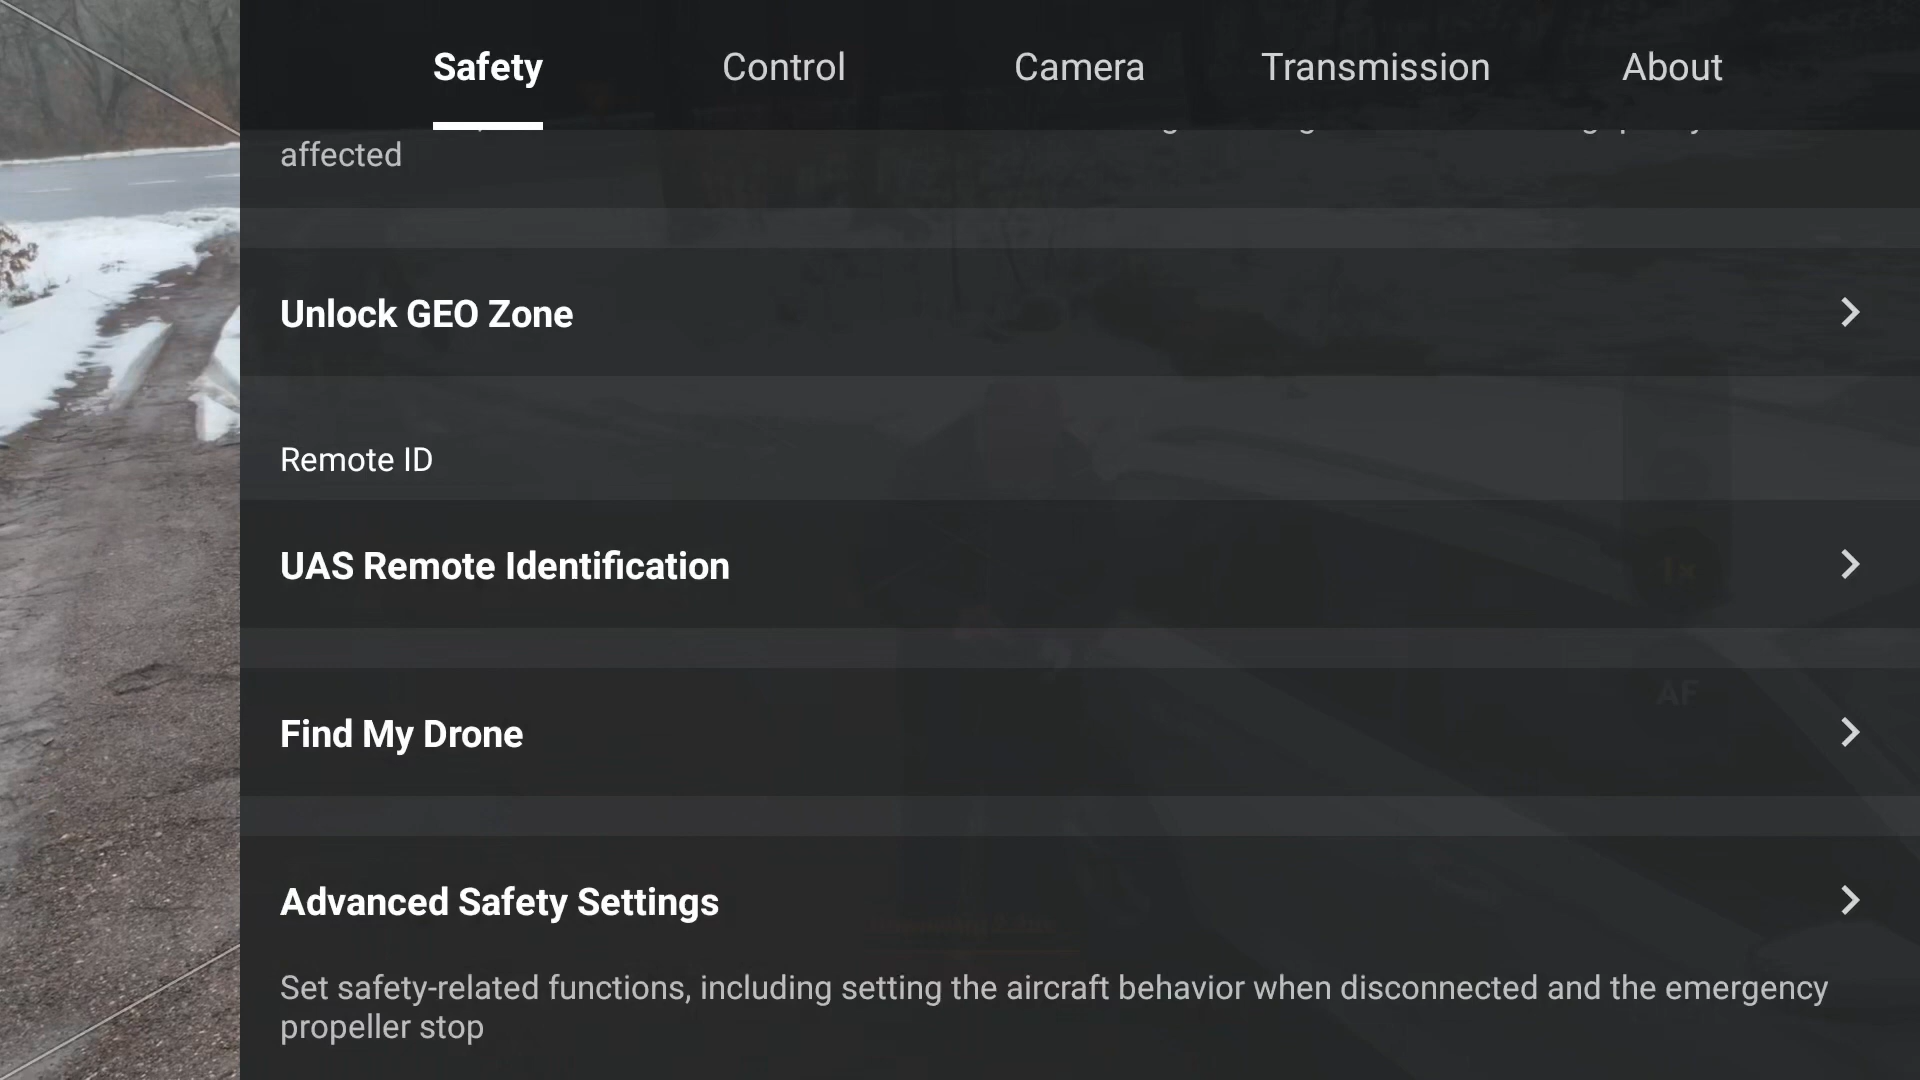 Safety Control Camera Transmission About
affected
Unlock GEO Zone
Remote ID
UAS Remote Identification
Find My Drone
AF
Advanced Safety Settings
Set safety-related functions, including setting the aircraft behavior when disconnected and the emergency
propeller stop